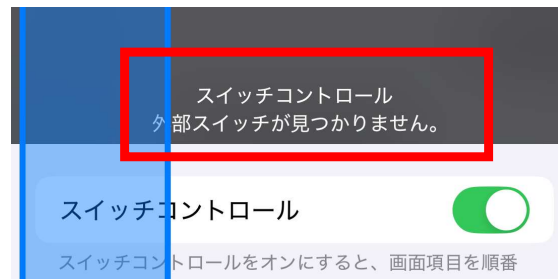 スイッチコントロール
外部スイッチが見つかりません。
スイッチコントロール
スイッチコントロールをオンにすると、画面項目を順番